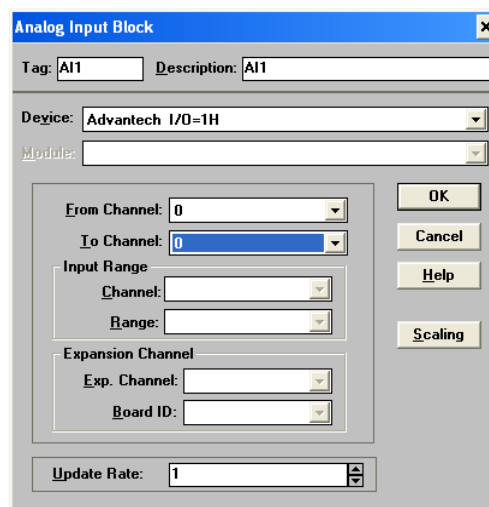 Analog Input Block
Tag: AI1 Description: AI1
Device: Advantech I/O=1H
Module:
From Channel: 0
To Channel: 0
Input Range
Channel:
Range:
Expansion Channel
Exp. Channel:
Board ID:
Update Rate: 1
OK
Cancel
Help
Scaling